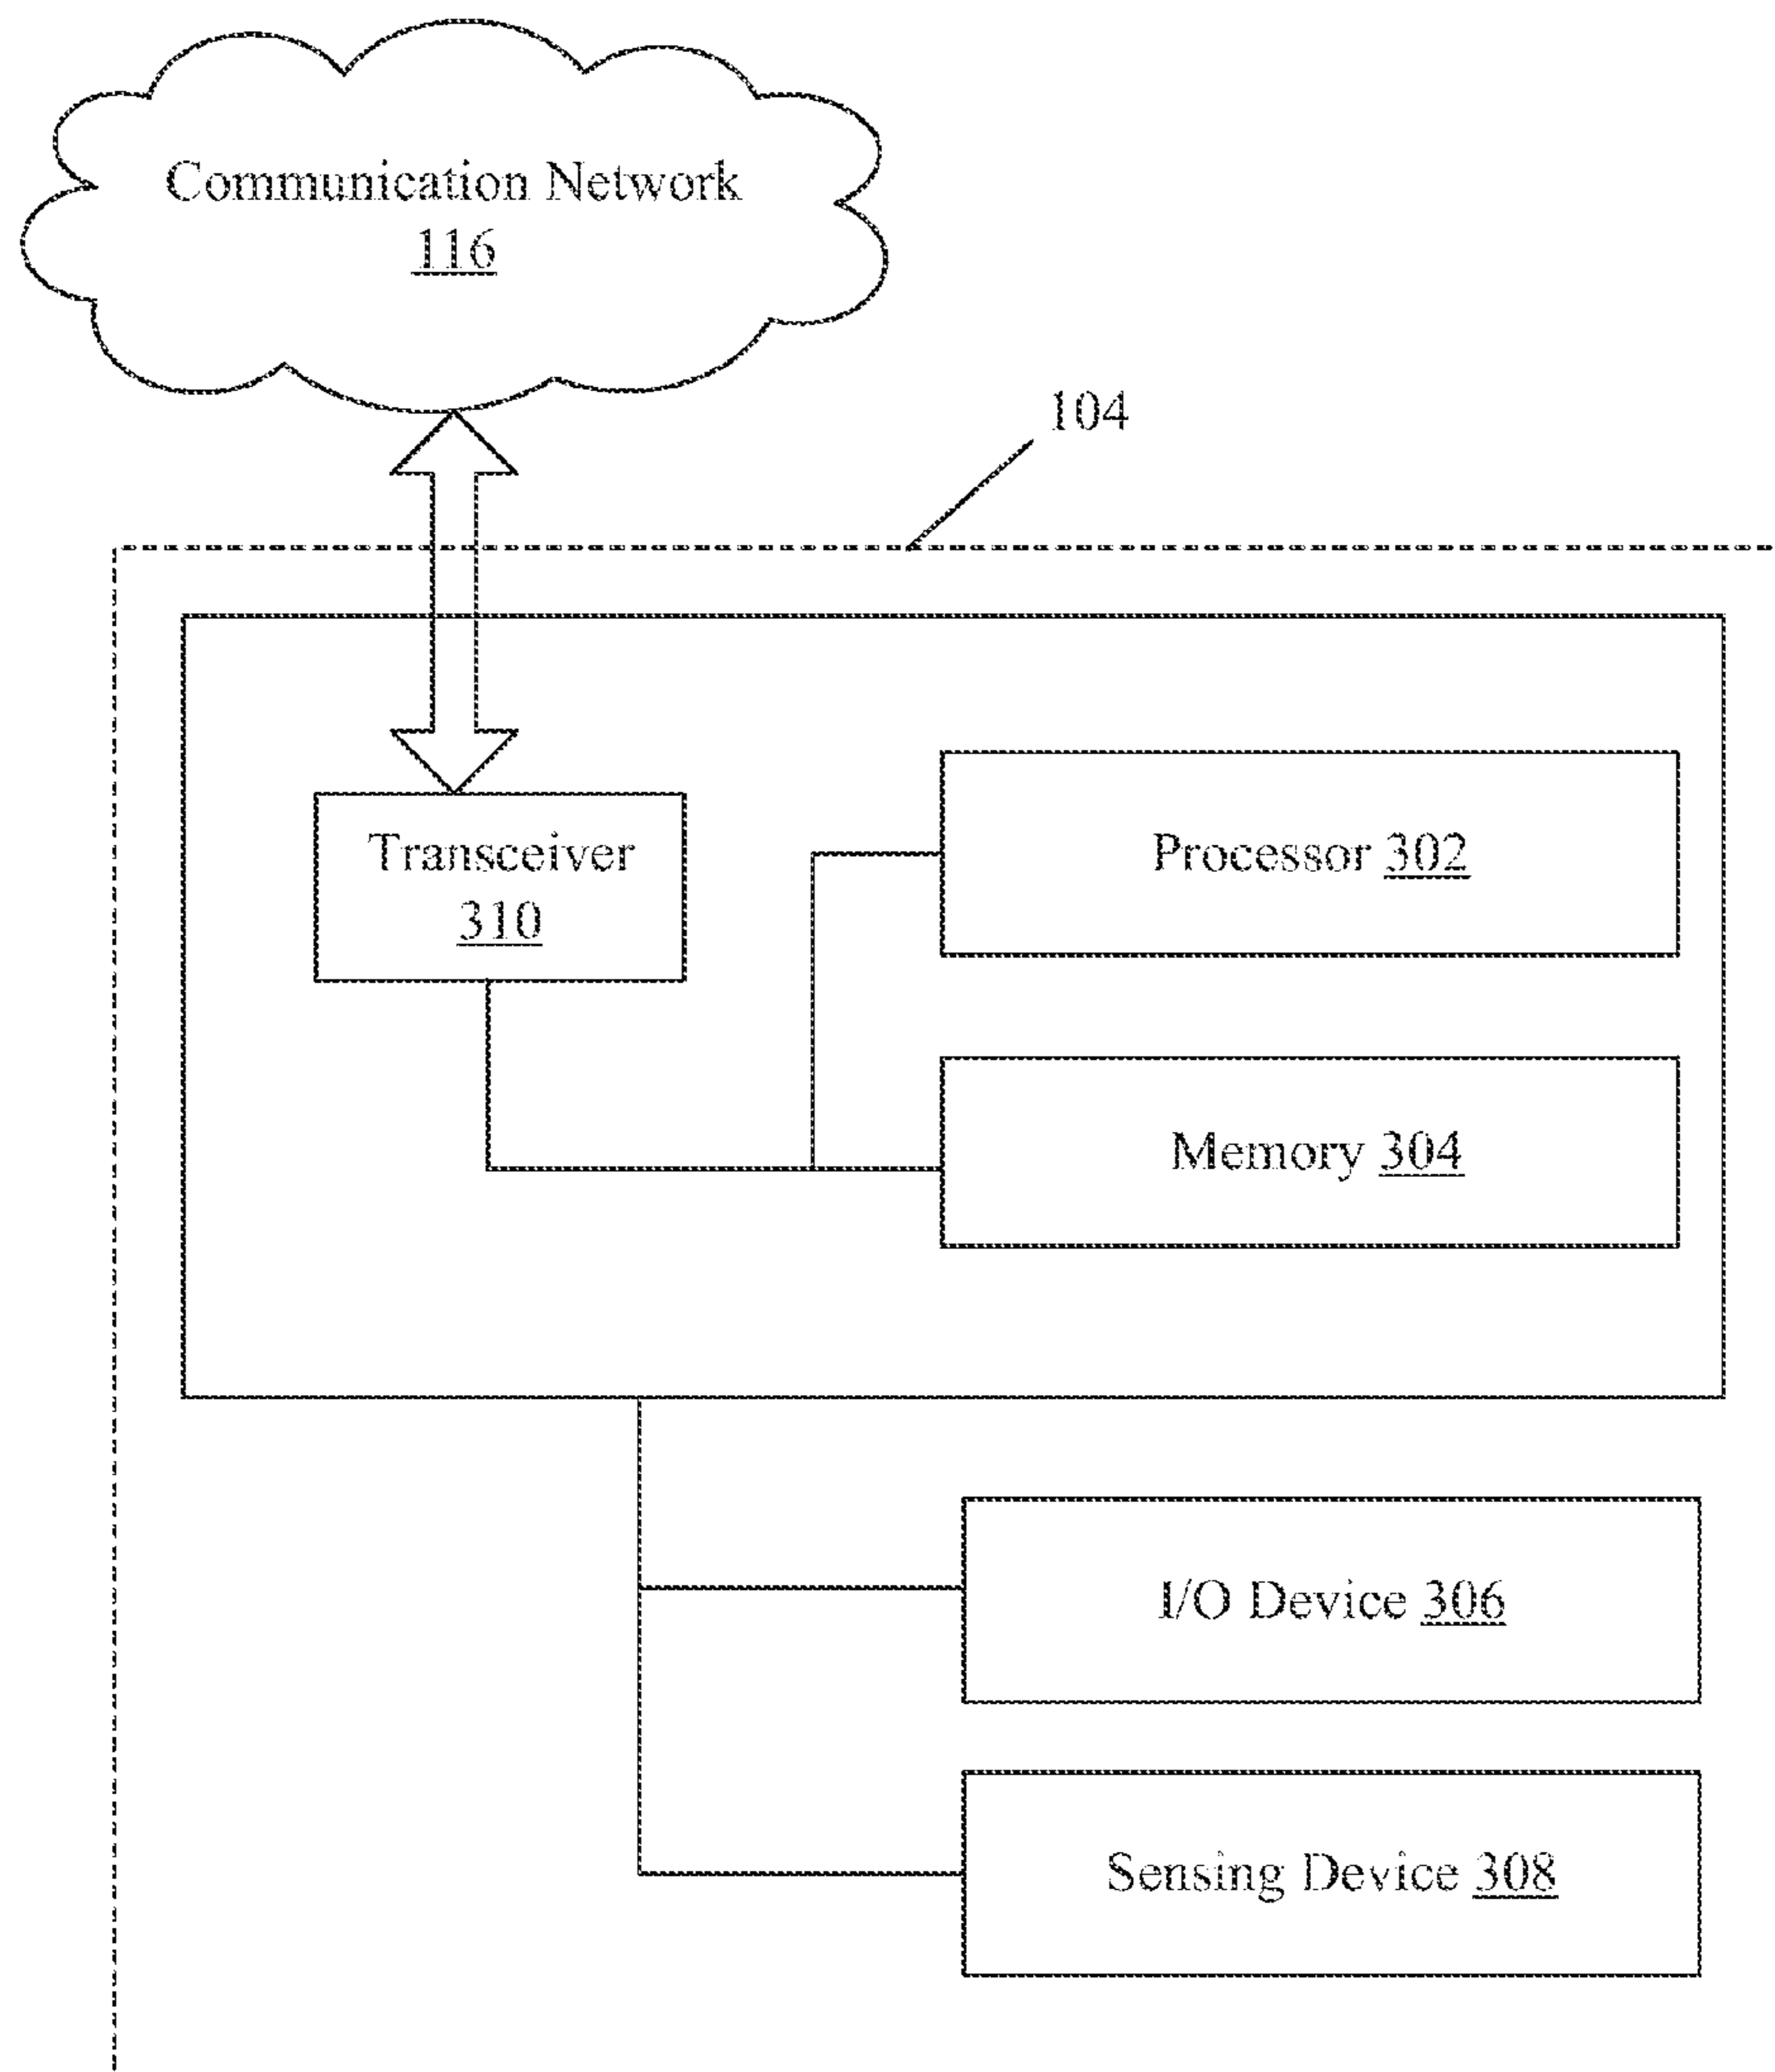 Communication Network
116
104
Transceiver
310
Processor 302
Memory 304
I/O Device 306
Sensing Device 308